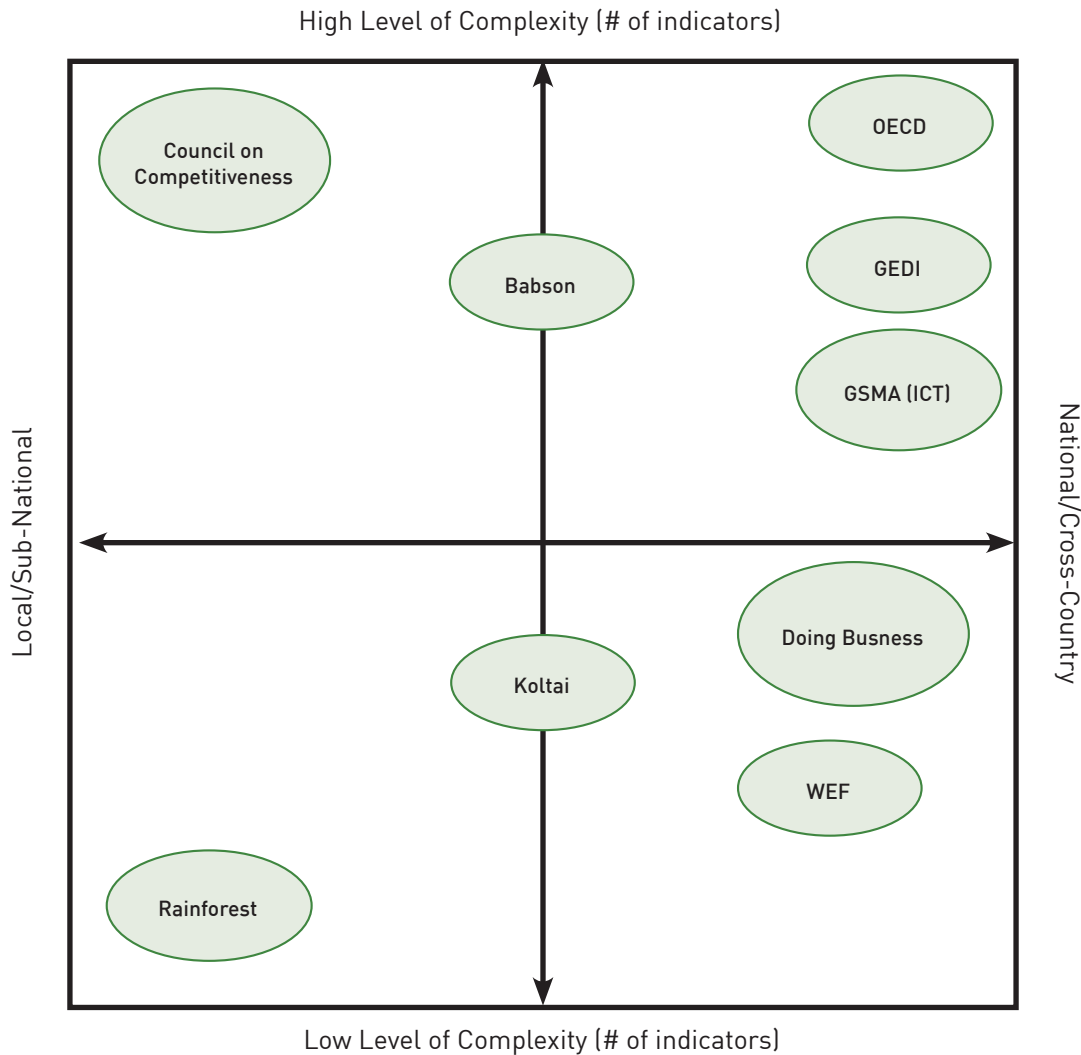 High Level of Complexity (# of indicators)
OECD
Council on
Competitiveness
GEDI
Babson
GSMA (ICT)
Local/Sub-National
National/Cross-Country
Doing Busness
Koltai
WEF
Rainforest
Low Level of Complexity (# of indicators)